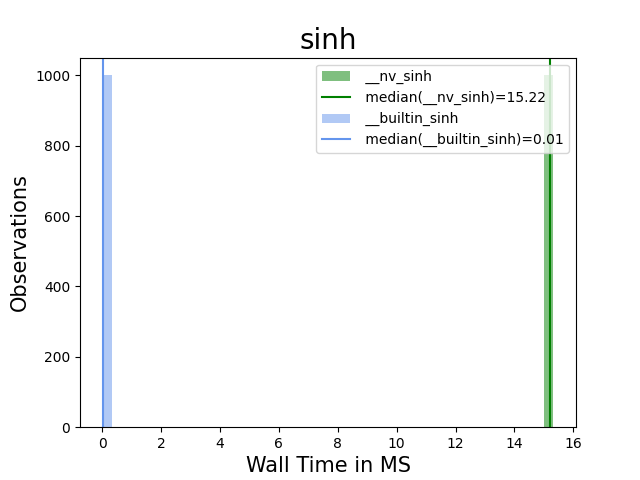 sinh
1000
800
600
400
200
0
Observations
__nv_sinh
median(__nv_sinh)=15.22
__builtin_sinh
median(__builtin_sinh)=0.01
0 2 4 6 8 10 12 14 16
Wall Time in MS